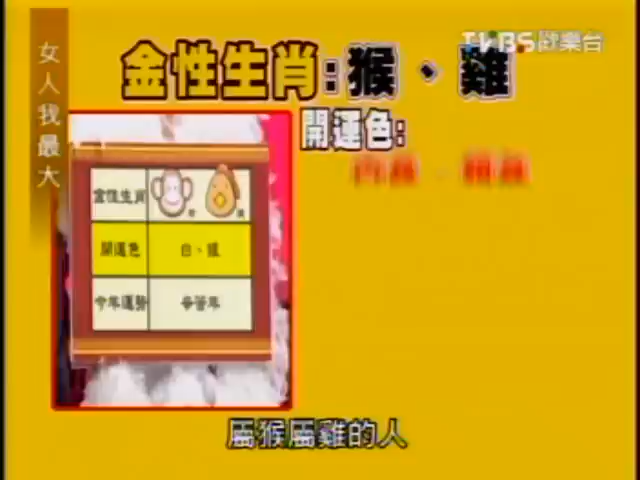 TVBS歡樂台
女人我最大
金性生肖:猴、雞
開運色:
金性生肖
開運色 白、銀
今年運勢
屬猴屬雞的人